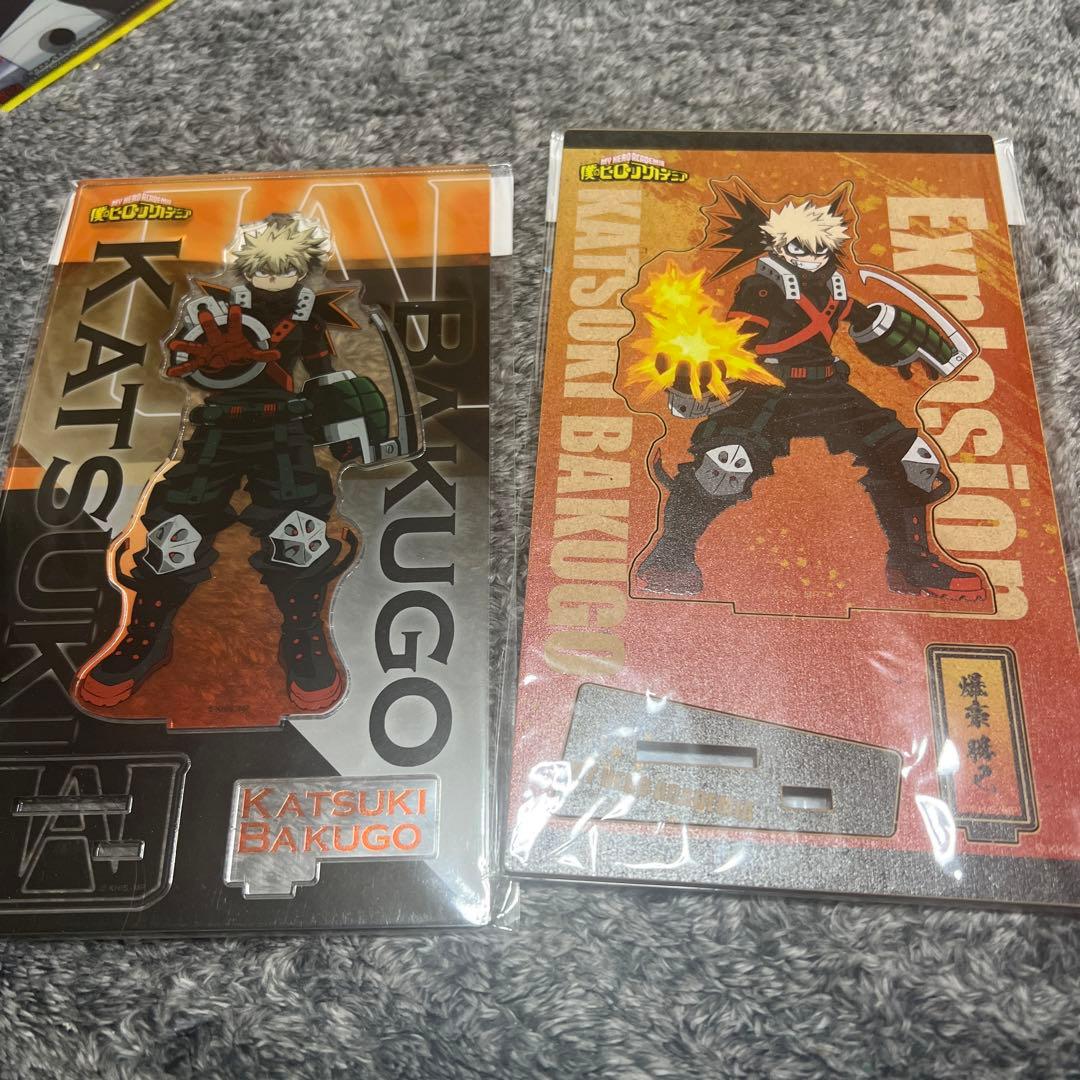 MY HERO ACADEMIA
僕のヒーローアカデミア
KATSUKI
BAKUGO
©K.H/S,・MP
KATSUKI
BAKUGO
MY HERO ACADEMIA
僕のヒーローアカデミア
KATSUKI BAKUGO
Explosion
爆豪勝己